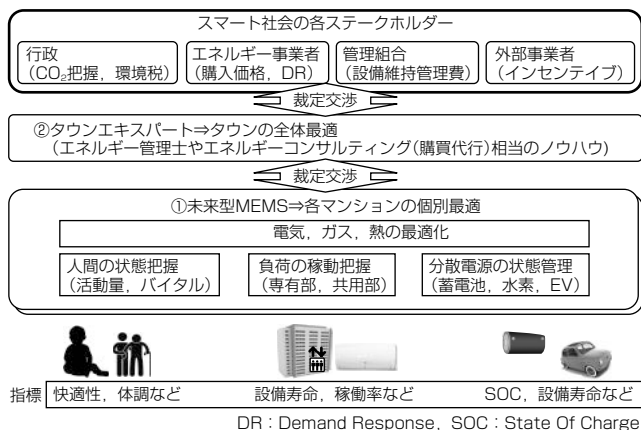 スマート社会の各ステークホルダー
行政
(CO₂把握，環境税)
エネルギー事業者
(購入価格，DR)
管理組合
(設備維持管理費)
外部事業者
(インセンテイブ)
裁定交渉
②タウンエキスパート⇒タウンの全体最適
(エネルギー管理士やエネルギーコンサルティング(購買代行)相当のノウハウ)
裁定交渉
①未来型MEMS⇒各マンションの個別最適
電気，ガス，熱の最適化
人間の状態把握
(活動量，バイタル)
負荷の稼動把握
(専有部，共用部)
分散電源の状態管理
(蓄電池，水素，EV)
指標
快適性，体調など
設備寿命，稼働率など
SOC，設備寿命など
DR：Demand Response，SOC：State Of Charge